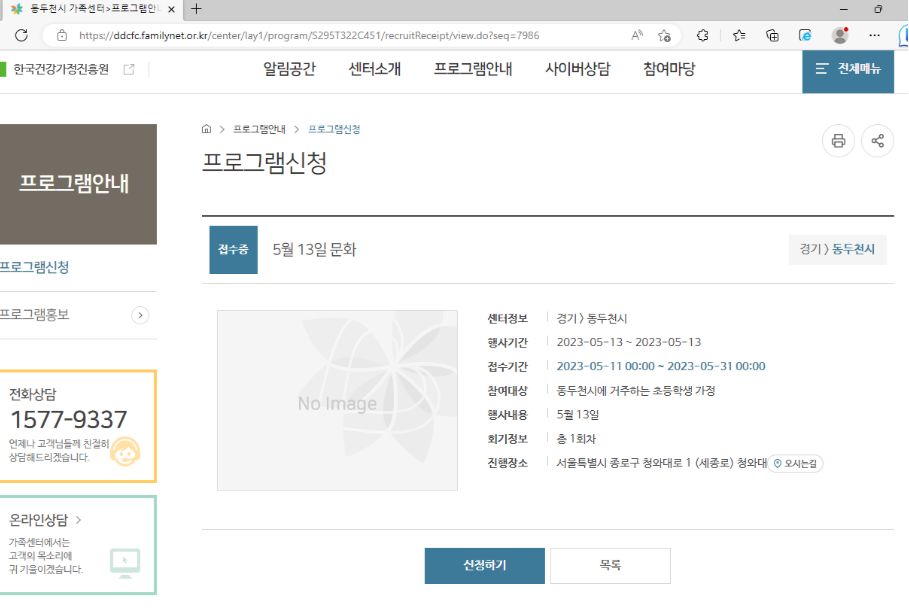 동두천시 가족센터>프로그램안
https://ddcfc.familynet.or.kr/center/lay1/program/S295T322C451/recruitReceipt/view.do?seq=7986
한국건강가정진흥원
알림공간 센터소개 프로그램안내 사이버상담 참여마당
전체메뉴
프로그램안내 > 프로그램신청
프로그램신청
프로그램안내
프로그램신청
프로그램홍보
전화상담
1577-9337
언제나 고객님들께 친절히
상담해드리겠습니다.
온라인상담 >
가족센터에서는
고객의 목소리에
귀 기울이겠습니다.
접수중 5월 13일 문화 경기 > 동두천시
No Image
센터정보 경기 > 동두천시
행사기간 2023-05-13 ~ 2023-05-13
접수기간 2023-05-11 00:00 ~ 2023-05-31 00:00
참여대상 동두천시에 거주하는 초등학생 가정
행사내용 5월 13일
회기정보 총 1회차
진행장소 서울특별시 종로구 청와대로 1 (세종로) 청와대 오시는길
신청하기 목록